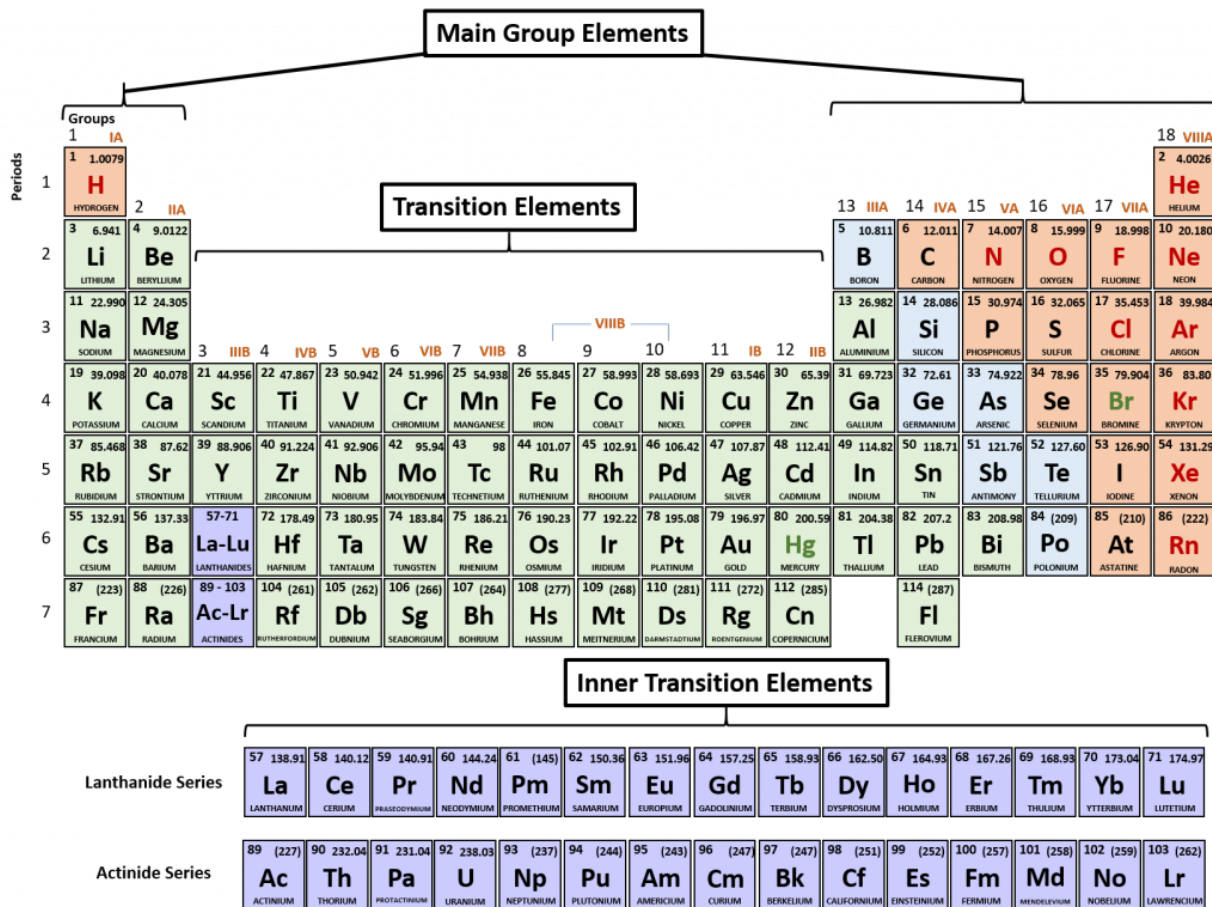 Main Group Elements
Groups
1 IA
18 VIIIA
Periods
1
1 1.0079
H
HYDROGEN
2 4.0026
He
HELIUM
Transition Elements
2 IIA
13 IIIA 14 IVA 15 VA 16 VIA 17 VIIA
2
3 6.941 4 9.0122 5 10.811 6 12.011 7 14.007 8 15.999 9 18.998 10 20.180
Li Be B C N O F Ne
LITHIUM BERYLLIUM BORON CARBON NITROGEN OXYGEN FLUORINE NEON
3
11 22.990 12 24.305 13 26.982 14 28.086 15 30.974 16 32.065 17 35.453 18 39.984
Na Mg Al Si P S Cl Ar
SODIUM MAGNESIUM ALUMINIUM SILICON PHOSPHORUS SULFUR CHLORINE ARGON
VIIIB
3 IIIB 4 IVB 5 VB 6 VIB 7 VIIB 8 9 10 11 IB 12 IIB
4
19 39.098 20 40.078 21 44.956 22 47.867 23 50.942 24 51.996 25 54.938 26 55.845 27 58.993 28 58.693 29 63.546 30 65.39 31 69.723 32 72.61 33 74.922 34 78.96 35 79.904 36 83.80
K Ca Sc Ti V Cr Mn Fe Co Ni Cu Zn Ga Ge As Se Br Kr
POTASSIUM CALCIUM SCANDIUM TITANIUM VANADIUM CHROMIUM MANGANESE IRON COBALT NICKEL COPPER ZINC GALLIUM GERMANIUM ARSENIC SELENIUM BROMINE KRYPTON
5
37 85.468 38 87.62 39 88.906 40 91.224 41 92.906 42 95.94 43 98 44 101.07 45 102.91 46 106.42 47 107.87 48 112.41 49 114.82 50 118.71 51 121.76 52 127.60 53 126.90 54 131.29
Rb Sr Y Zr Nb Mo Tc Ru Rh Pd Ag Cd In Sn Sb Te I Xe
RUBIDIUM STRONTIUM YTTRIUM ZIRCONIUM NIOBIUM MOLYBDENUM TECHNETIUM RUTHENIUM RHODIUM PALLADIUM SILVER CADMIUM INDIUM TIN ANTIMONY TELLURIUM IODINE XENON
6
55 132.91 56 137.33 57-71 72 178.49 73 180.95 74 183.84 75 186.21 76 190.23 77 192.22 78 195.08 79 196.97 80 200.59 81 204.38 82 207.2 83 208.98 84 (209) 85 (210) 86 (222)
Cs Ba La-Lu Hf Ta W Re Os Ir Pt Au Hg Tl Pb Bi Po At Rn
CESIUM BARIUM LANTHANIDES HAFNIUM TANTALUM TUNGSTEN RHENIUM OSMIUM IRIDIUM PLATINUM GOLD MERCURY THALLIUM LEAD BISMUTH POLONIUM ASTATINE RADON
7
87 (223) 88 (226) 89 - 103 104 (261) 105 (262) 106 (266) 107 (264) 108 (277) 109 (268) 110 (281) 111 (272) 112 (285) 114 (287)
Fr Ra Ac-Lr Rf Db Sg Bh Hs Mt Ds Rg Cn Fl
FRANCIUM RADIUM ACTINIDES RUTHERFORDIUM DUBNIUM SEABORGIUM BOHRIUM HASSIUM MEITNERIUM DARMSTADTIUM ROENTGENIUM COPERNICIUM FLEROVIUM
Inner Transition Elements
Lanthanide Series
57 138.91 58 140.12 59 140.91 60 144.24 61 (145) 62 150.36 63 151.96 64 157.25 65 158.93 66 162.50 67 164.93 68 167.26 69 168.93 70 173.04 71 174.97
La Ce Pr Nd Pm Sm Eu Gd Tb Dy Ho Er Tm Yb Lu
LANTHANUM CERIUM PRASEODYMIUM NEODYMIUM PROMETHIUM SAMARIUM EUROPIUM GADOLINIUM TERBIUM DYSPROSIUM HOLMIUM ERBIUM THULIUM YTTERBIUM LUTETIUM
Actinide Series
89 (227) 90 232.04 91 231.04 92 238.03 93 (237) 94 (244) 95 (243) 96 (247) 97 (247) 98 (251) 99 (252) 100 (257) 101 (258) 102 (259) 103 (262)
Ac Th Pa U Np Pu Am Cm Bk Cf Es Fm Md No Lr
ACTINIUM THORIUM PROTACTINIUM URANIUM NEPTUNIUM PLUTONIUM AMERICIUM CURIUM BERKELIUM CALIFORNIUM EINSTEINIUM FERMIUM MENDELEVIUM NOBELIUM LAWRENCIUM